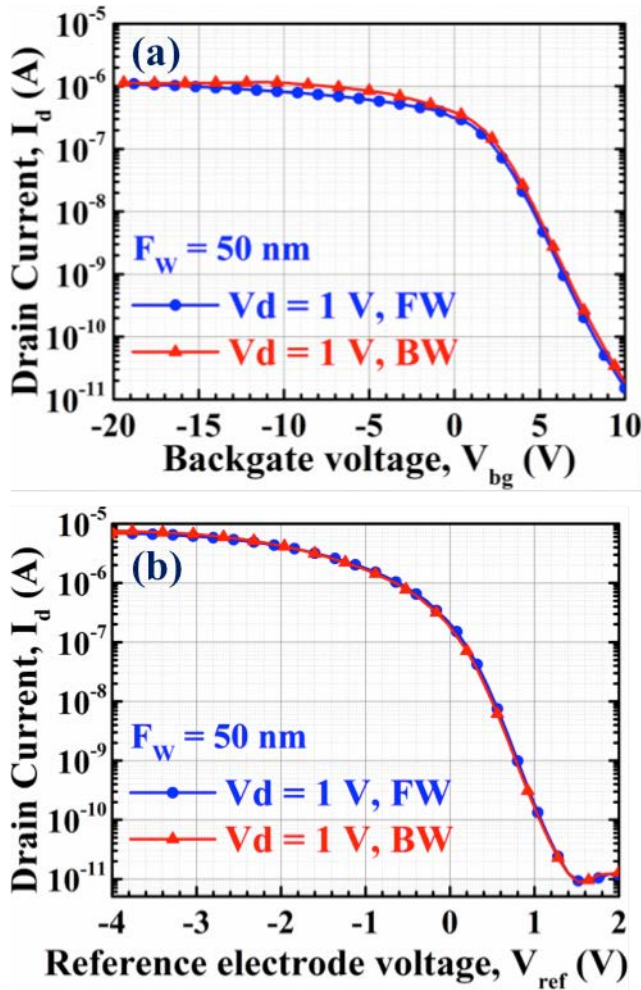 (a)
Drain Current, I_d (A)
10^-5
10^-6
10^-7
10^-8
10^-9
10^-10
10^-11
F_W = 50 nm
Vd = 1 V, FW
Vd = 1 V, BW
-20 -15 -10 -5 0 5 10
Backgate voltage, V_bg (V)
(b)
Drain Current, I_d (A)
10^-5
10^-6
10^-7
10^-8
10^-9
10^-10
10^-11
F_W = 50 nm
Vd = 1 V, FW
Vd = 1 V, BW
-4 -3 -2 -1 0 1 2
Reference electrode voltage, V_ref (V)